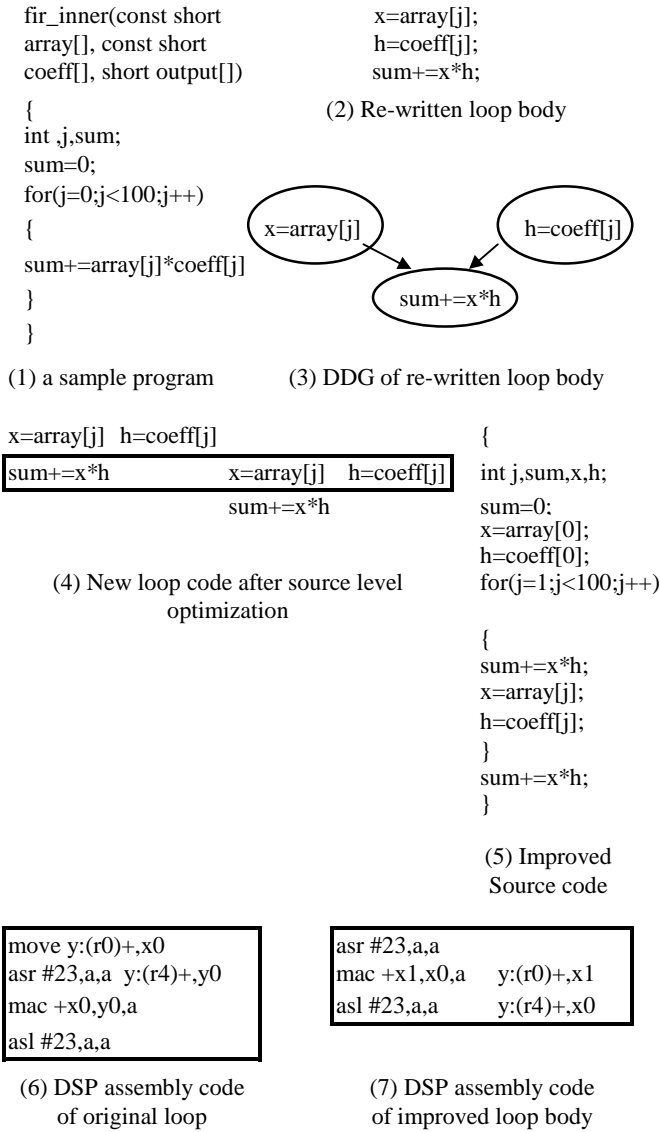 fir_inner(const short
array[], const short
coeff[], short output[])
{
int ,j,sum;
sum=0;
for(j=0;j<100;j++)
{
sum+=array[j]*coeff[j]
}
}
(1) a sample program
x=array[j];
h=coeff[j];
sum+=x*h;
(2) Re-written loop body
x=array[j]
h=coeff[j]
sum+=x*h
(3) DDG of re-written loop body
x=array[j] h=coeff[j]
sum+=x*h x=array[j] h=coeff[j]
sum+=x*h
(4) New loop code after source level
optimization
{
int j,sum,x,h;
sum=0;
x=array[0];
h=coeff[0];
for(j=1;j<100;j++)
{
sum+=x*h;
x=array[j];
h=coeff[j];
}
sum+=x*h;
}
(5) Improved
Source code
move y:(r0)+,x0
asr #23,a,a y:(r4)+,y0
mac +x0,y0,a
asl #23,a,a
(6) DSP assembly code
of original loop
asr #23,a,a
mac +x1,x0,a y:(r0)+,x1
asl #23,a,a y:(r4)+,x0
(7) DSP assembly code
of improved loop body